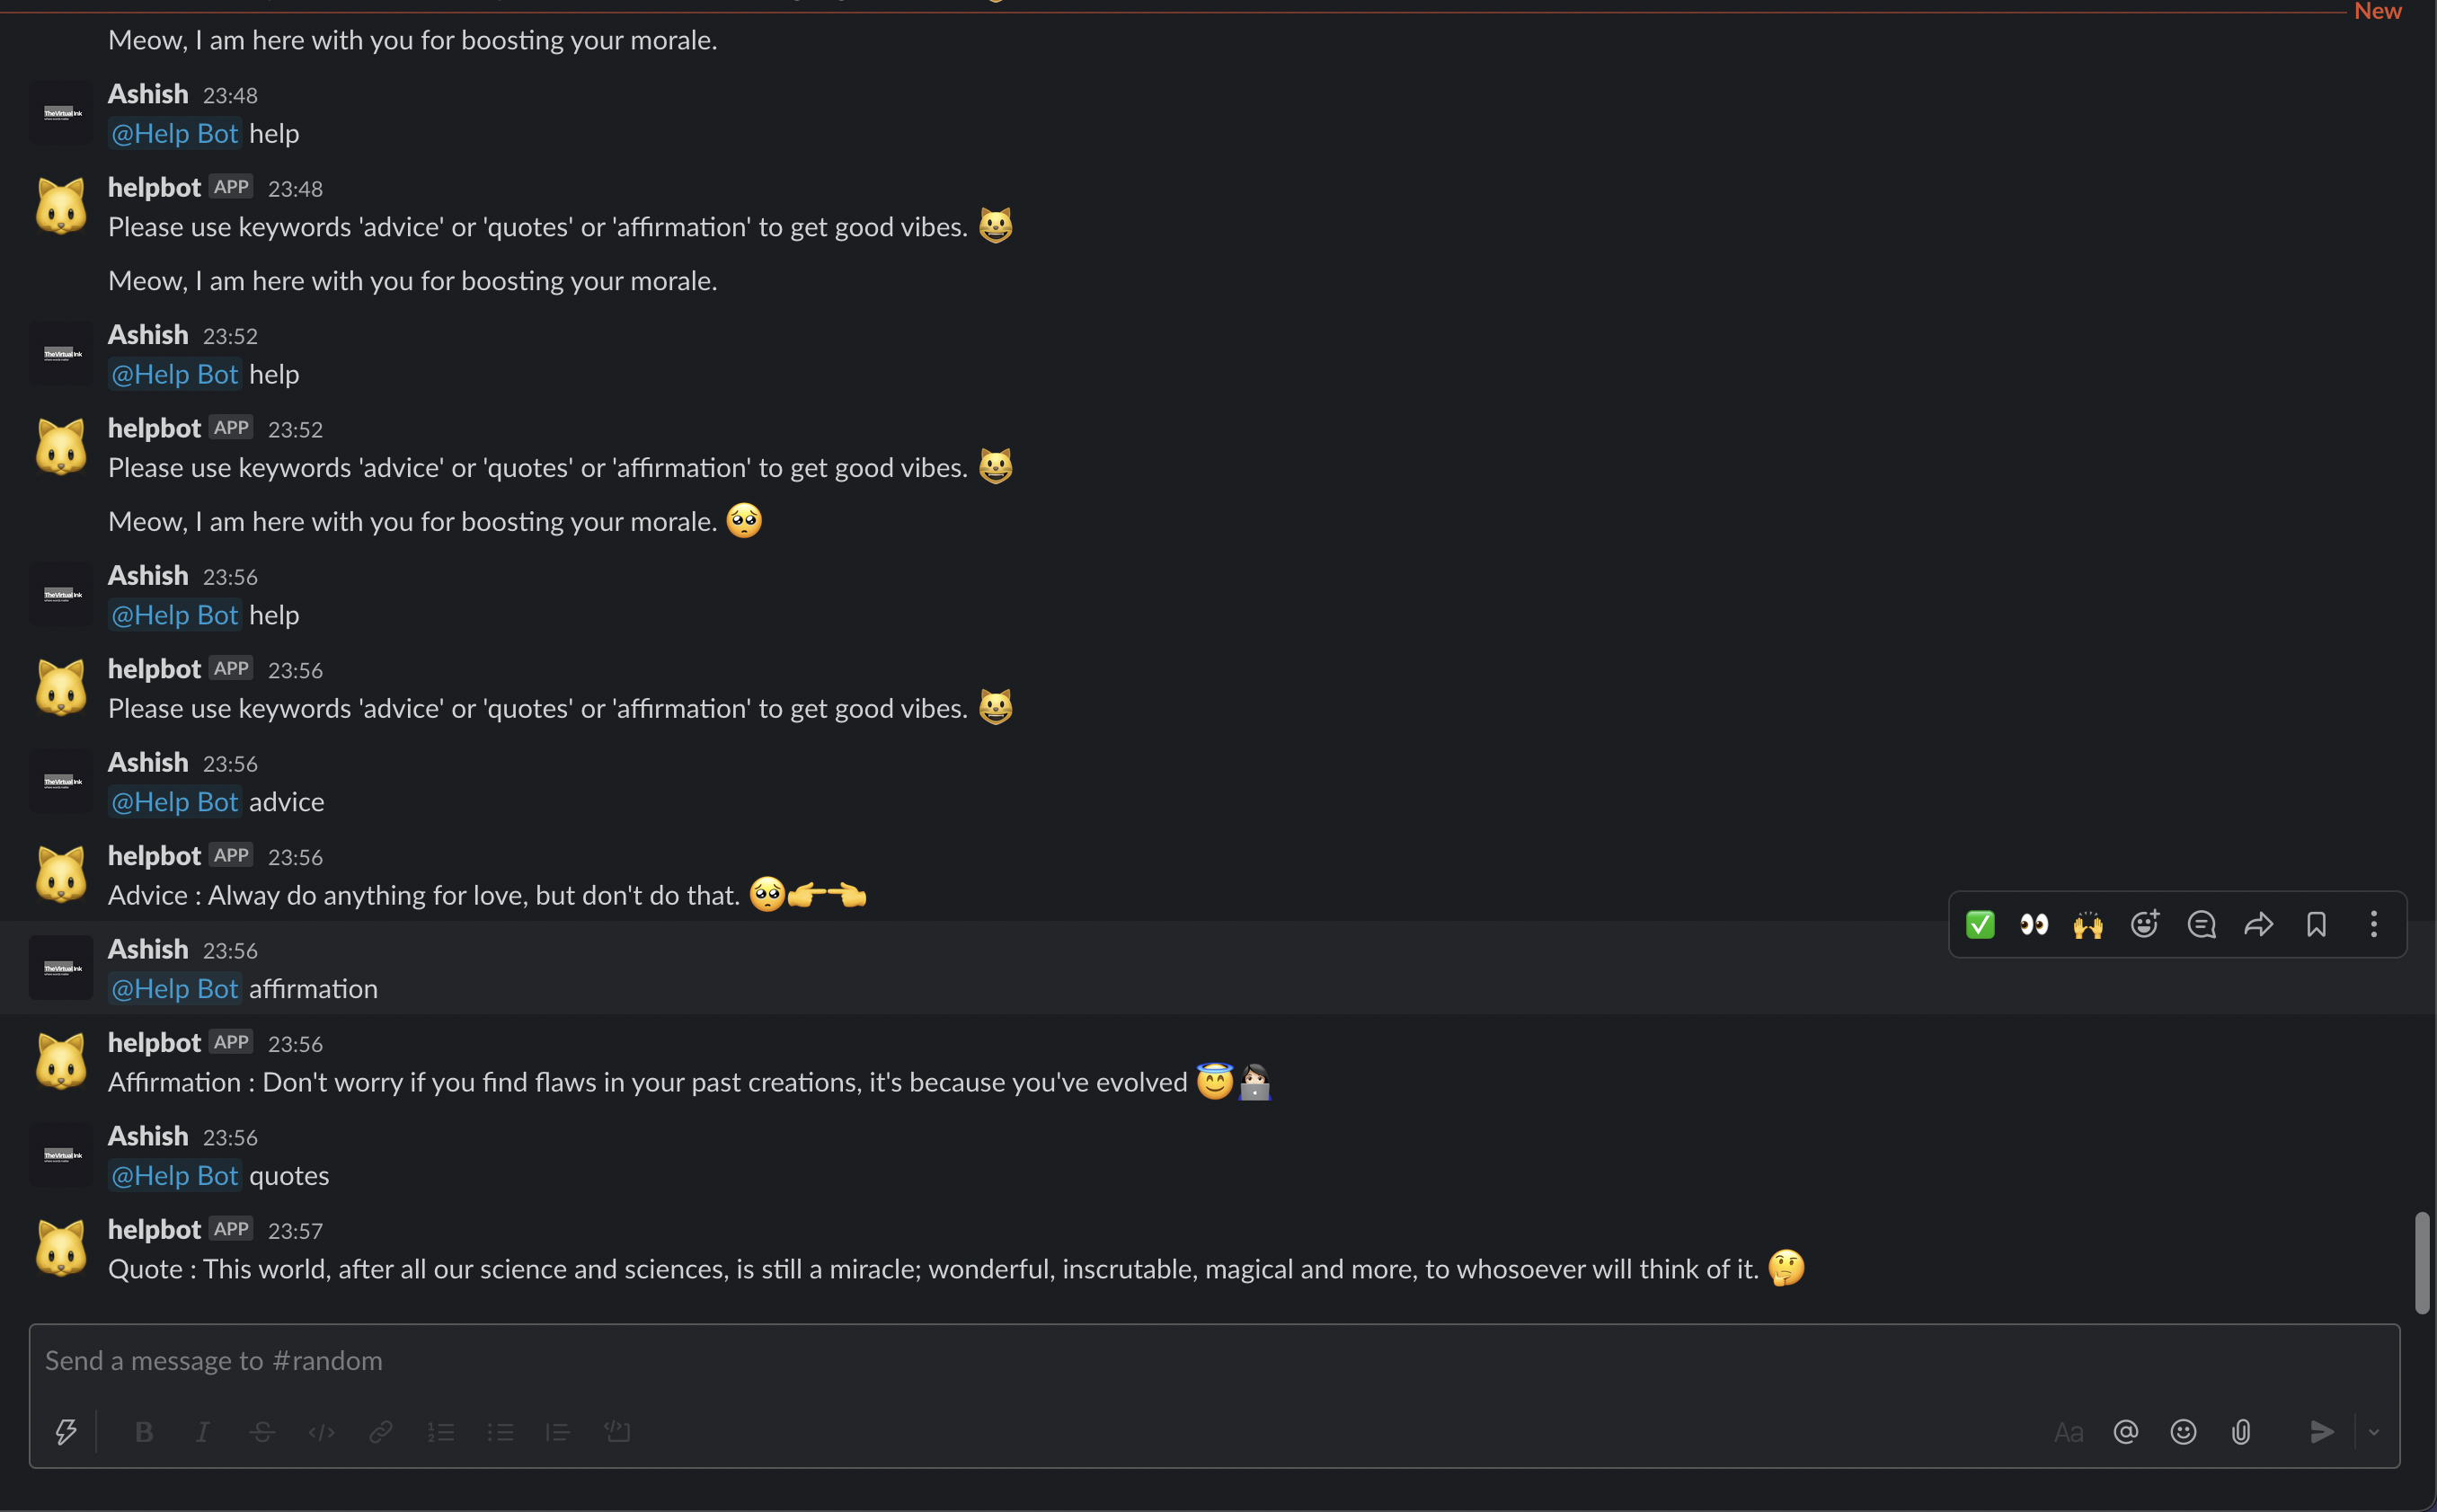 New
Meow, I am here with you for boosting your morale.
Ashish 23:48
@Help Bot help
helpbot APP 23:48
Please use keywords 'advice' or 'quotes' or 'affirmation' to get good vibes. 😺
Meow, I am here with you for boosting your morale.
Ashish 23:52
@Help Bot help
helpbot APP 23:52
Please use keywords 'advice' or 'quotes' or 'affirmation' to get good vibes. 😺
Meow, I am here with you for boosting your morale. 🥺
Ashish 23:56
@Help Bot help
helpbot APP 23:56
Please use keywords 'advice' or 'quotes' or 'affirmation' to get good vibes. 😺
Ashish 23:56
@Help Bot advice
helpbot APP 23:56
Advice : Alway do anything for love, but don't do that. 🥺👉👈
Ashish 23:56
@Help Bot affirmation
helpbot APP 23:56
Affirmation : Don't worry if you find flaws in your past creations, it's because you've evolved 😇👩🏻‍💻
Ashish 23:56
@Help Bot quotes
helpbot APP 23:57
Quote : This world, after all our science and sciences, is still a miracle; wonderful, inscrutable, magical and more, to whosoever will think of it. 🤔
Send a message to #random
B I S Aa @